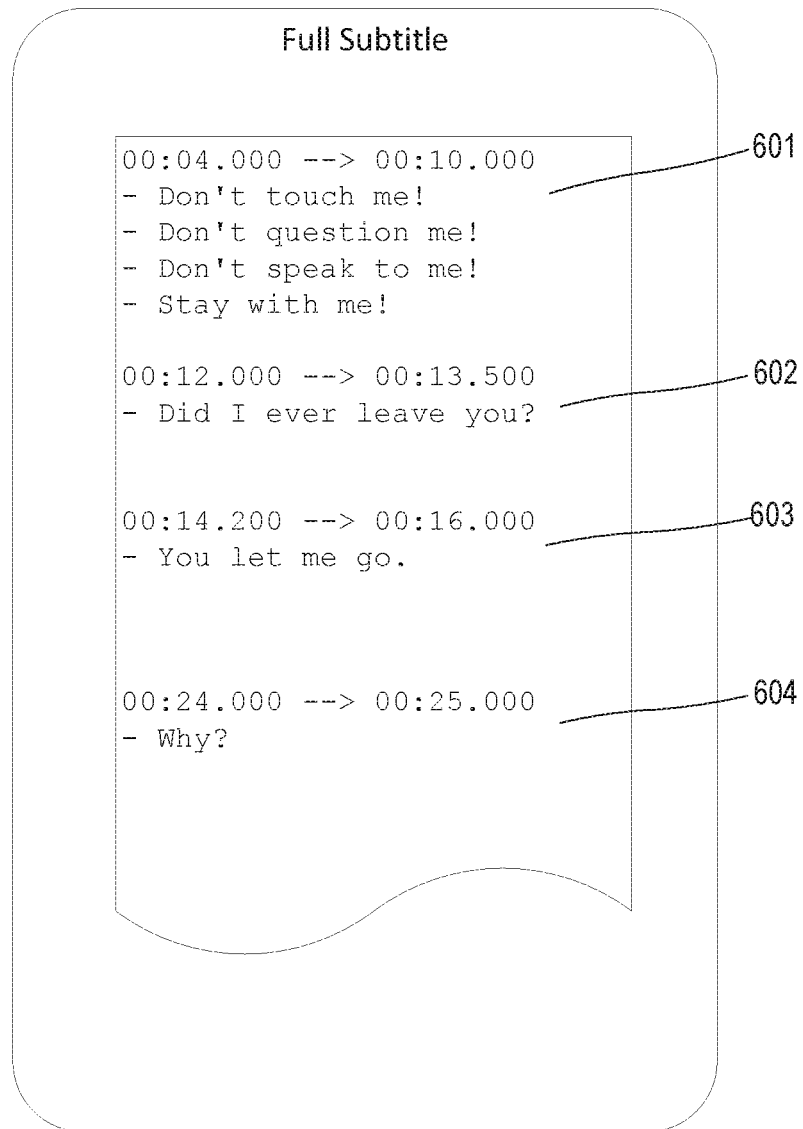 Full Subtitle
00:04.000 --> 00:10.000
- Don't touch me!
- Don't question me!
- Don't speak to me!
- Stay with me!
601
00:12.000 --> 00:13.500
- Did I ever leave you?
602
00:14.200 --> 00:16.000
- You let me go.
603
00:24.000 --> 00:25.000
- Why?
604